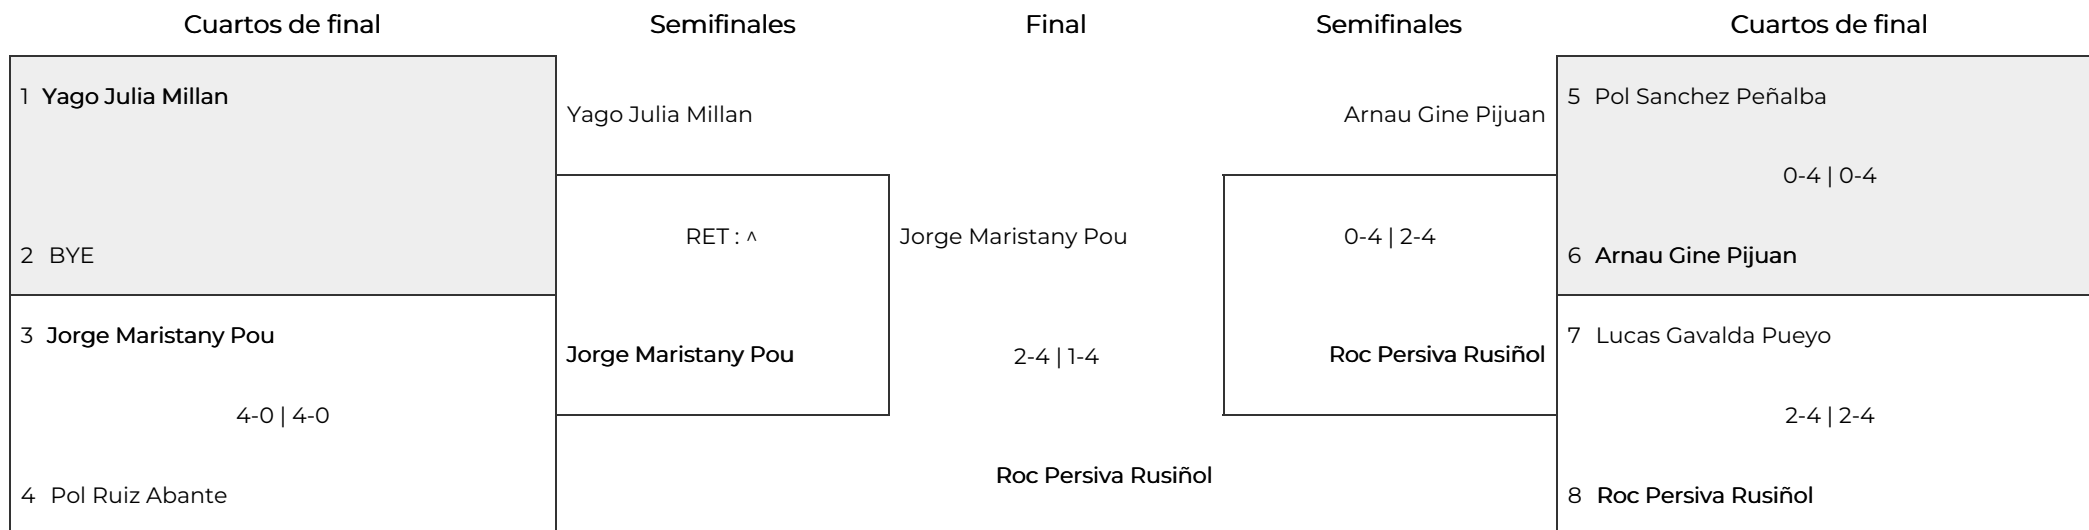 Cuartos de final
Semifinales
Final
Semifinales
Cuartos de final
1 Yago Julia Millan
2 BYE
3 Jorge Maristany Pou
4-0 | 4-0
4 Pol Ruiz Abante
Yago Julia Millan
RET : ^
Jorge Maristany Pou
Jorge Maristany Pou
2-4 | 1-4
Roc Persiva Rusiñol
Arnau Gine Pijuan
0-4 | 2-4
Roc Persiva Rusiñol
5 Pol Sanchez Peñalba
0-4 | 0-4
6 Arnau Gine Pijuan
7 Lucas Gavalda Pueyo
2-4 | 2-4
8 Roc Persiva Rusiñol